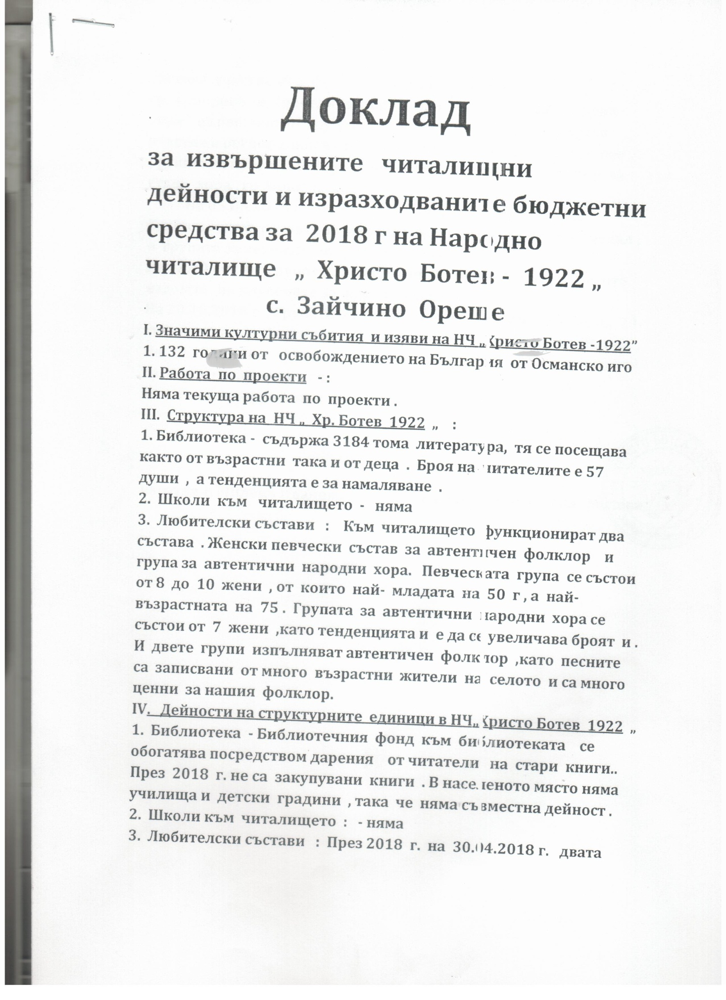 Доклад
за извършените читалищни
дейности и изразходваните бюджетни
средства за 2018 г на Народно
читалище „ Христо Ботев - 1922 „
с. Зайчино Ореше
I. Значими културни събития и изяви на НЧ „ Христо Ботев -1922”
1. 132 години от освобождението на България от Османско иго
II. Работа по проекти - :
Няма текуща работа по проекти .
III. Структура на НЧ „ Хр. Ботев 1922 „ :
1. Библиотека - съдържа 3184 тома литература, тя се посещава
както от възрастни така и от деца . Броя на читателите е 57
души , а тенденцията е за намаляване .
2. Школи към читалището - няма
3. Любителски състави : Към читалището функционират два
състава . Женски певчески състав за автентичен фолклор и
група за автентични народни хора. Певческата група се състои
от 8 до 10 жени , от които най- младата на 50 г , а най-
възрастната на 75 . Групата за автентични народни хора се
състои от 7 жени ,като тенденцията и е да се увеличава броят и .
И двете групи изпълняват автентичен фолклор ,като песните
са записвани от много възрастни жители на селото и са много
ценни за нашия фолклор.
IV. Дейности на структурните единици в НЧ„ Христо Ботев 1922 „
1. Библиотека - Библиотечния фонд към библиотеката се
обогатява посредством дарения от читатели на стари книги..
През 2018 г. не са закупувани книги . В населеното място няма
училища и детски градини , така че няма съвместна дейност .
2. Школи към читалището : - няма
3. Любителски състави : През 2018 г. на 30.04.2018 г. двата